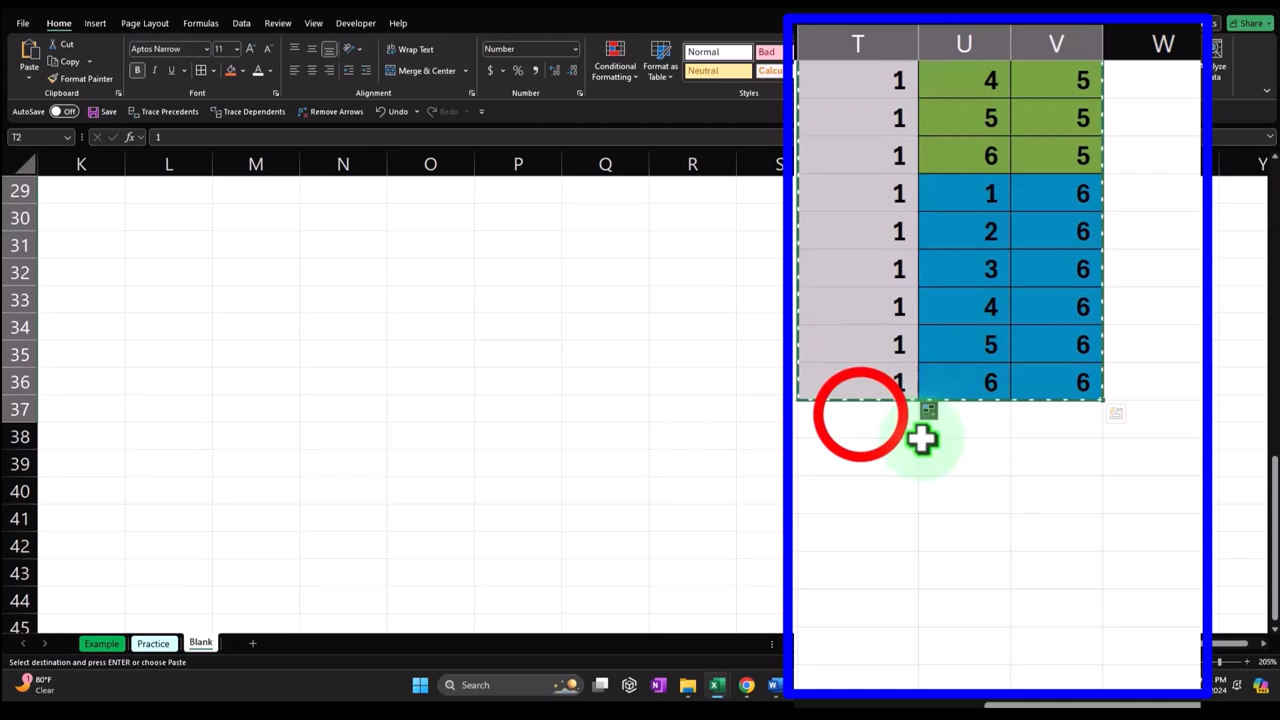 File Home Insert Page Layout Formulas Data Review View Developer Help Share
Cut
Copy
Format Painter
Paste
Clipboard
Aptos Narrow 11
B I U
Font
Wrap Text
Merge & Center
Alignment
Number
$ % ,
Number
Conditional
Formatting
Format as
Table
Normal Bad
Neutral
Styles
AutoSave Off Save Trace Precedents Trace Dependents Remove Arrows Undo Redo
T2 fx 1
K L M N O P Q R S T U V W Y
29
30
31
32
33
34
35
36
37
38
39
40
41
42
43
44
45
1 4 5
1 5 5
1 6 5
1 1 6
1 2 6
1 3 6
1 4 6
1 5 6
1 6 6
Example Practice Blank
Select destination and press ENTER or choose Paste
205%
80°F
Clear
Search